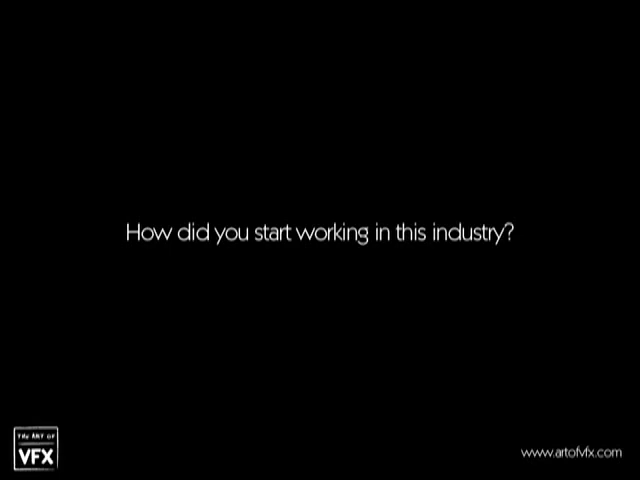 How did you start working in this industry?
THE ART OF
VFX
www.artofvfx.com